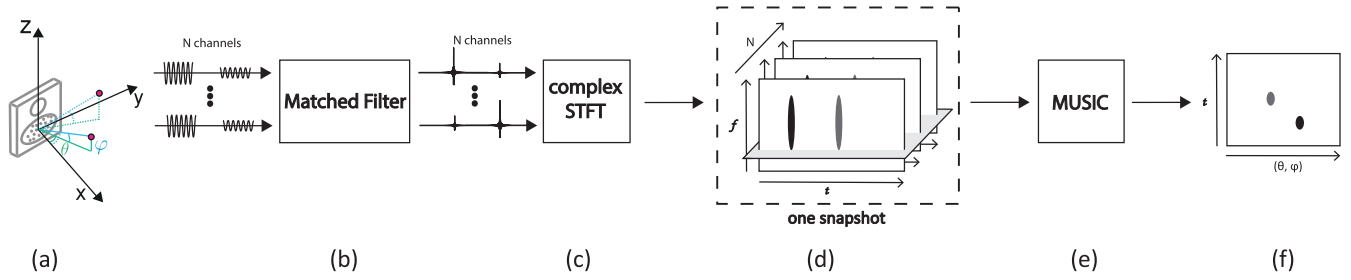 Z
y
x
θ
φ
N channels
Matched Filter
N channels
complex
STFT
N
f
t
one snapshot
MUSIC
t
(θ, φ)
(a)
(b)
(c)
(d)
(e)
(f)